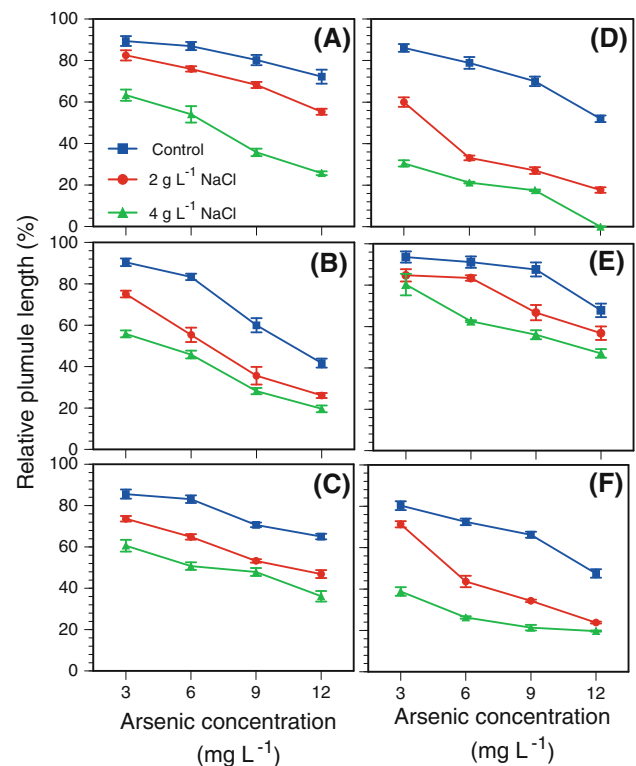 Relative plumule length (%)
100
80
60
40
20
0
(A)
Control
2 g L⁻¹ NaCl
4 g L⁻¹ NaCl
(D)
100
80
60
40
20
0
(B)
(E)
100
80
60
40
20
0
(C)
(F)
3 6 9 12
3 6 9 12
Arsenic concentration
(mg L⁻¹)
Arsenic concentration
(mg L⁻¹)